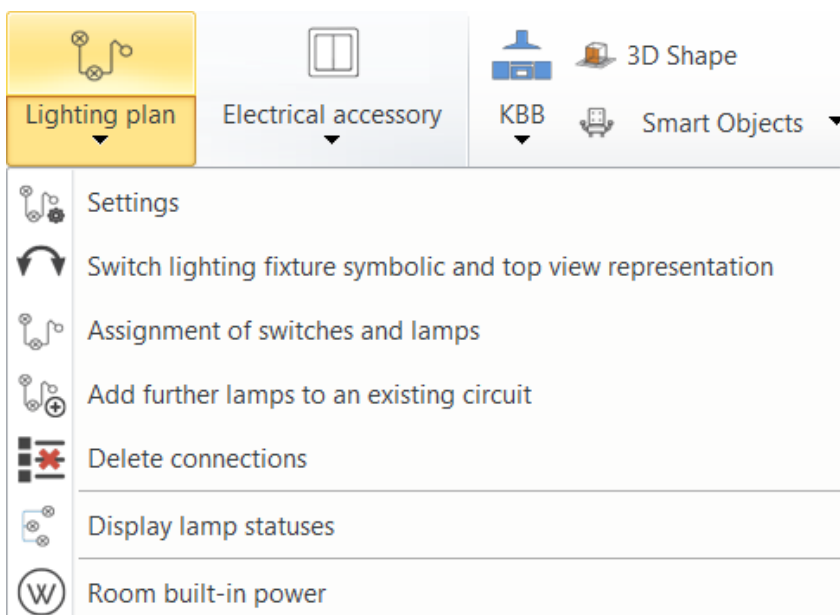 Lighting plan
Electrical accessory
KBB
3D Shape
Smart Objects
Settings
Switch lighting fixture symbolic and top view representation
Assignment of switches and lamps
Add further lamps to an existing circuit
Delete connections
Display lamp statuses
W
Room built-in power